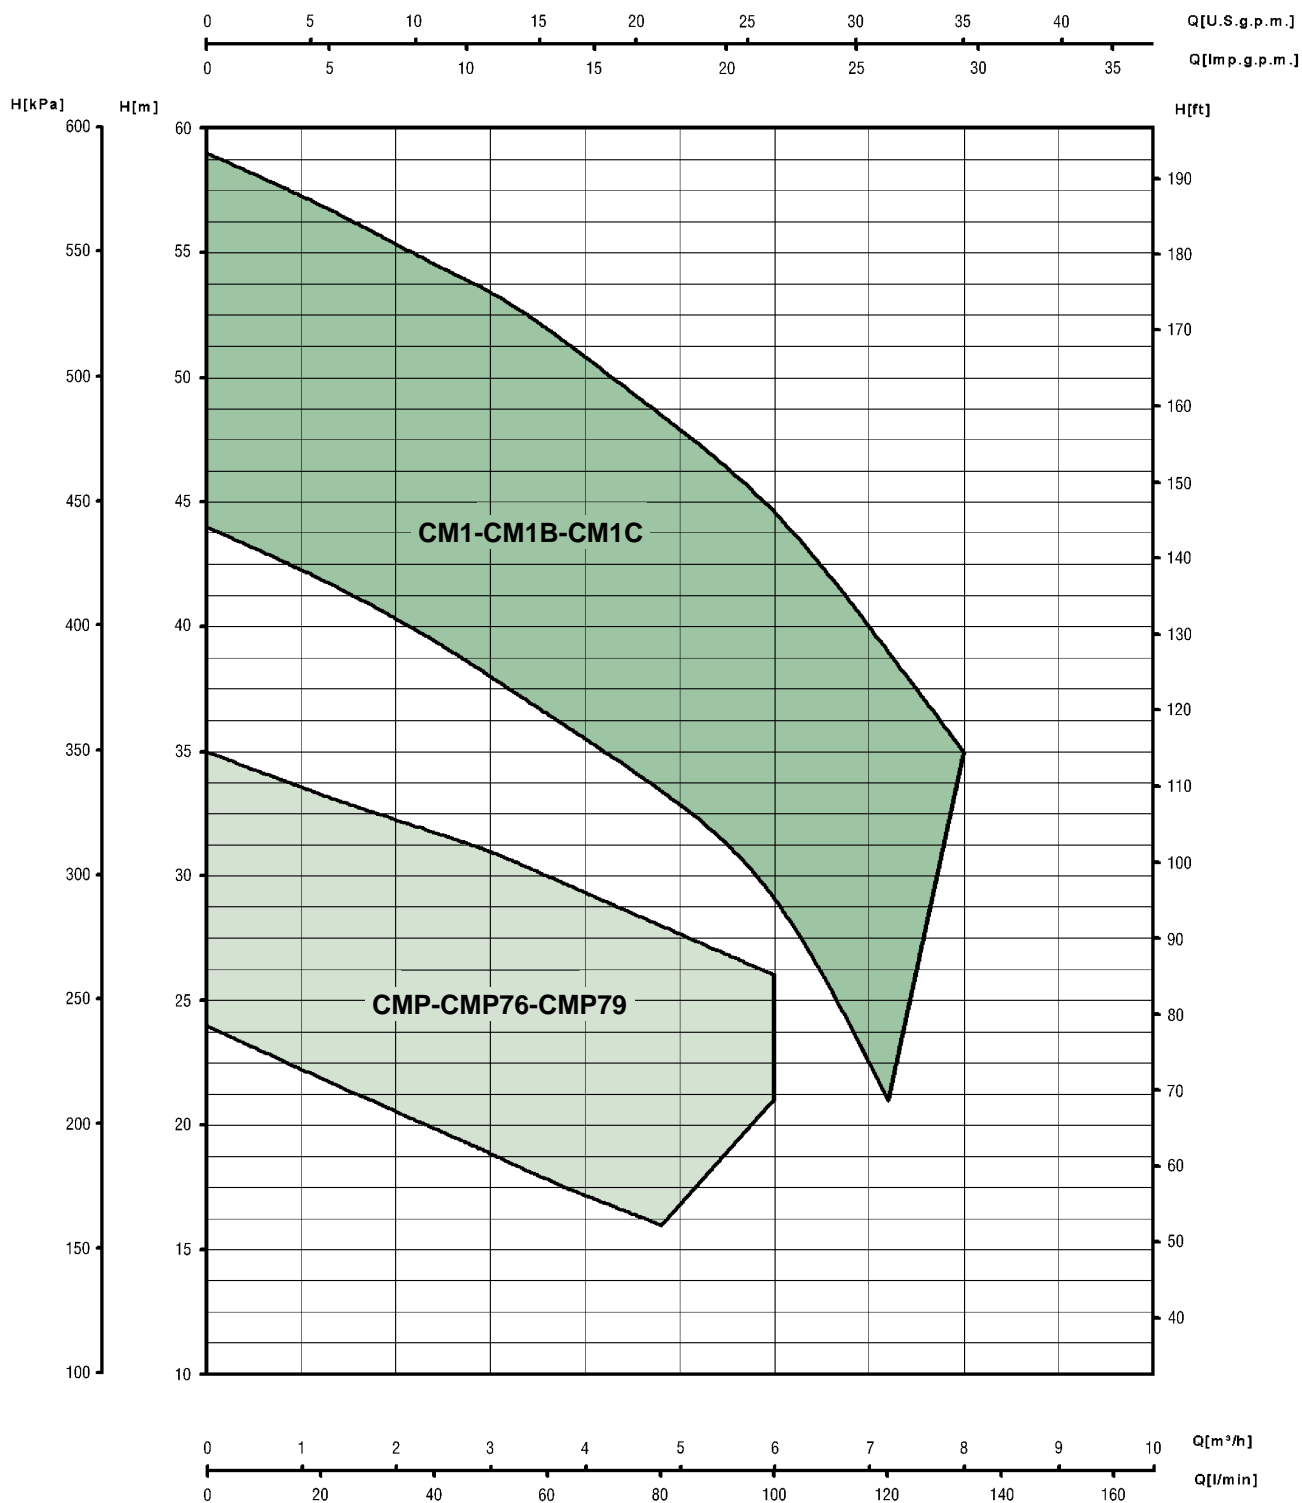 0 5 10 15 20 25 30 35 40 Q[U.S.g.p.m.]
0 5 10 15 20 25 30 35 Q[Imp.g.p.m.]
H[kPa] H[m] H[ft]
600 60
190
550 55 180
170
500 50
160
450 45 150
CM1-CM1B-CM1C
140
400 40 130
120
350 35
110
300 30 100
90
250 25 CMP-CMP76-CMP79 80
70
200 20
60
150 15 50
40
100 10
0 1 2 3 4 5 6 7 8 9 10 Q[m³/h]
0 20 40 60 80 100 120 140 160 Q[l/min]